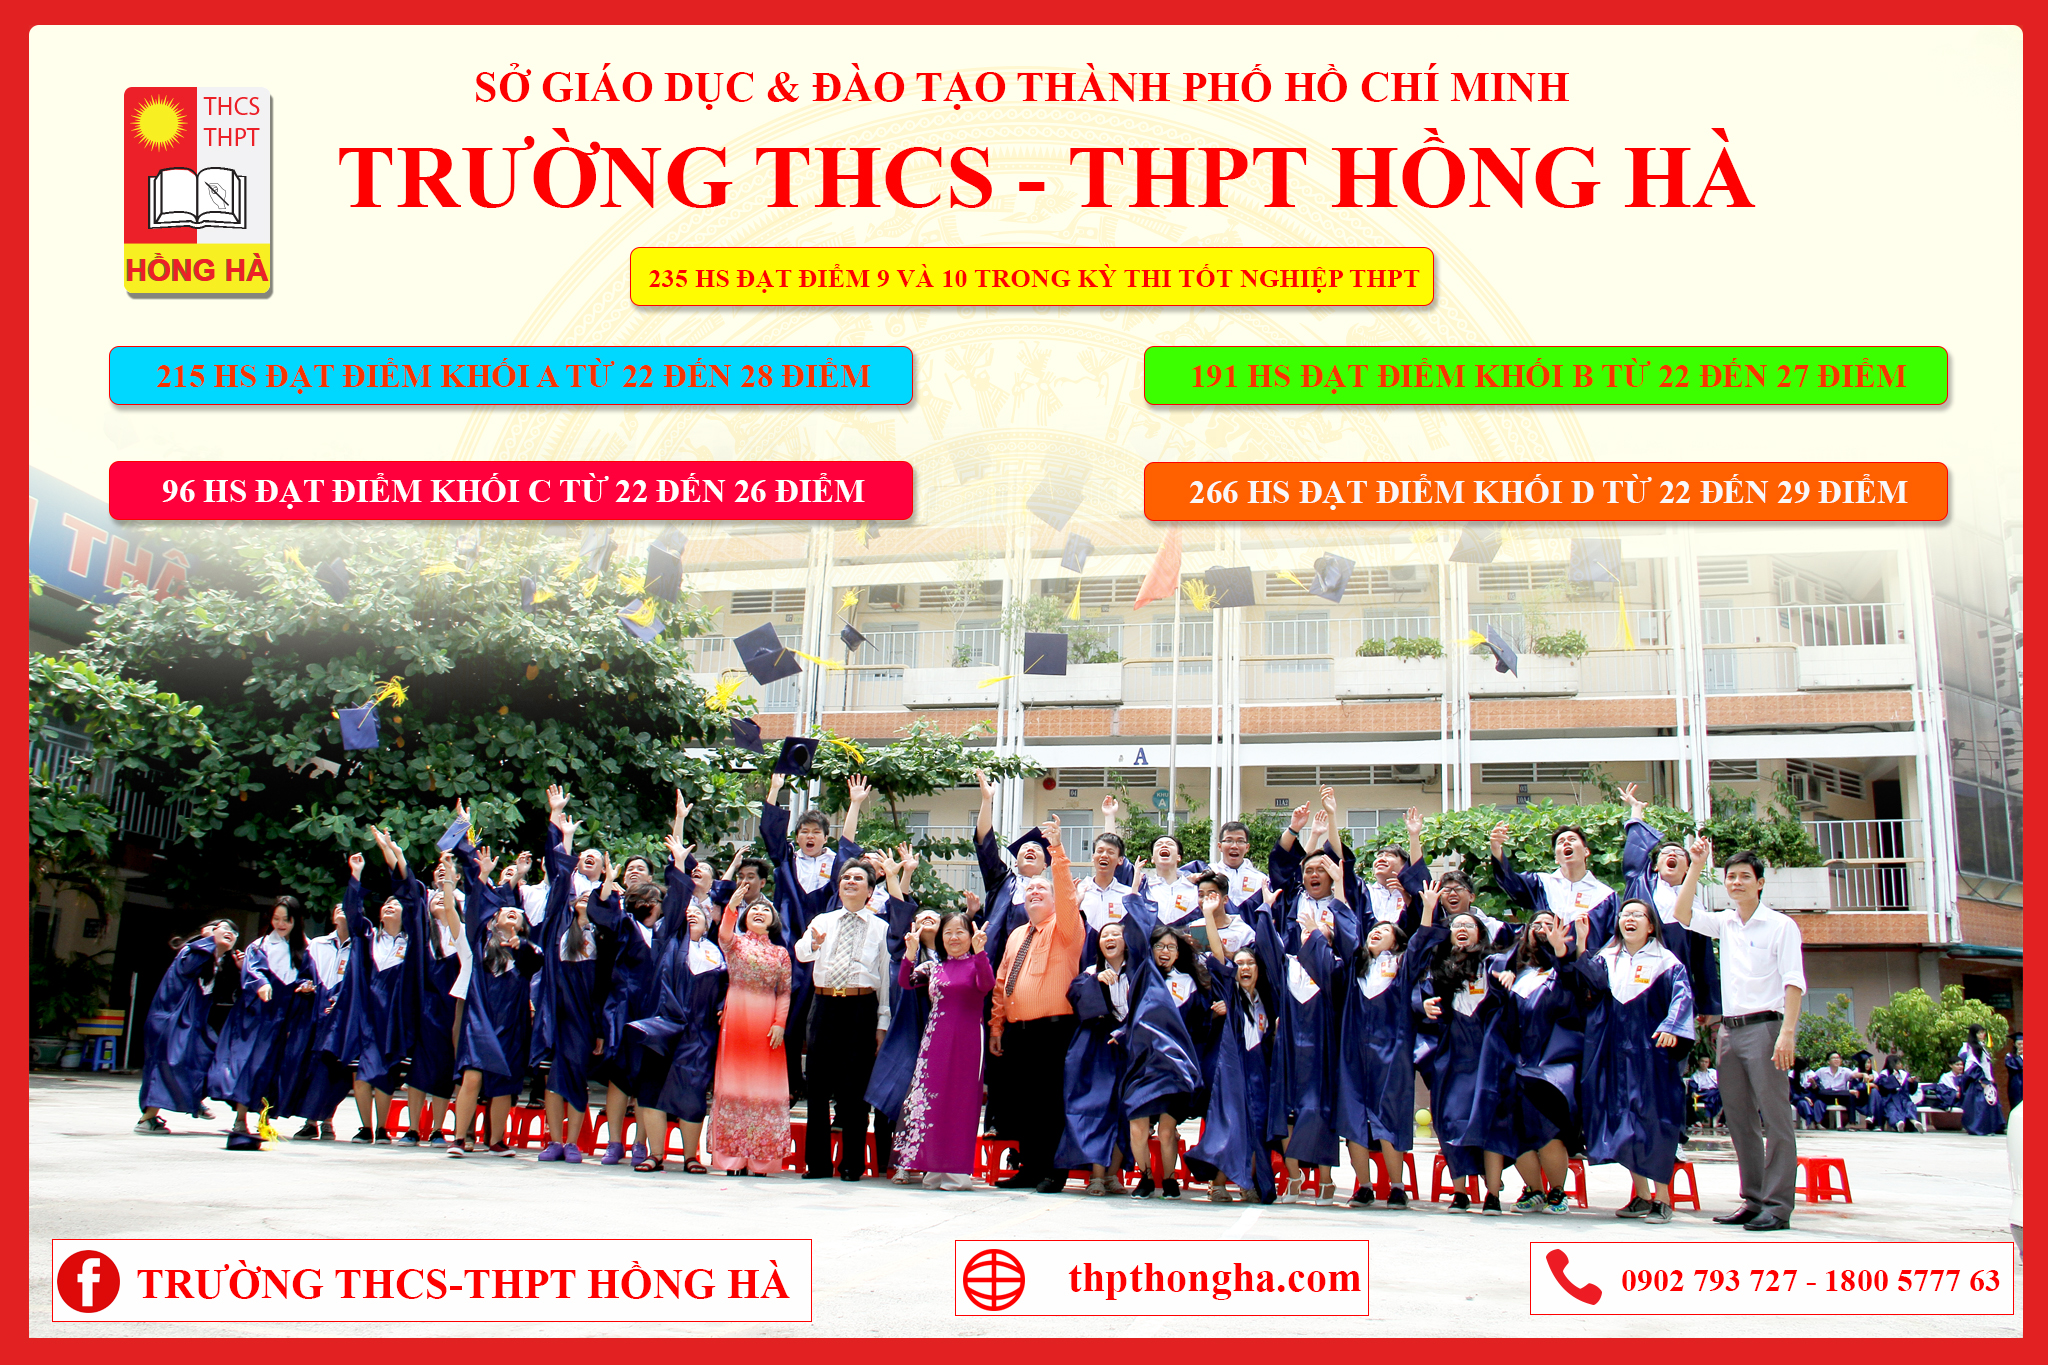 SỞ GIÁO DỤC & ĐÀO TẠO THÀNH PHỐ HỒ CHÍ MINH
THCS
THPT
HỒNG HÀ
TRƯỜNG THCS - THPT HỒNG HÀ
235 HS ĐẠT ĐIỂM 9 VÀ 10 TRONG KỲ THI TỐT NGHIỆP THPT
215 HS ĐẠT ĐIỂM KHỐI A TỪ 22 ĐẾN 28 ĐIỂM
191 HS ĐẠT ĐIỂM KHỐI B TỪ 22 ĐẾN 27 ĐIỂM
96 HS ĐẠT ĐIỂM KHỐI C TỪ 22 ĐẾN 26 ĐIỂM
266 HS ĐẠT ĐIỂM KHỐI D TỪ 22 ĐẾN 29 ĐIỂM
A
KHU
A
TRƯỜNG THCS-THPT HỒNG HÀ
thpthongha.com
0902 793 727 - 1800 5777 63